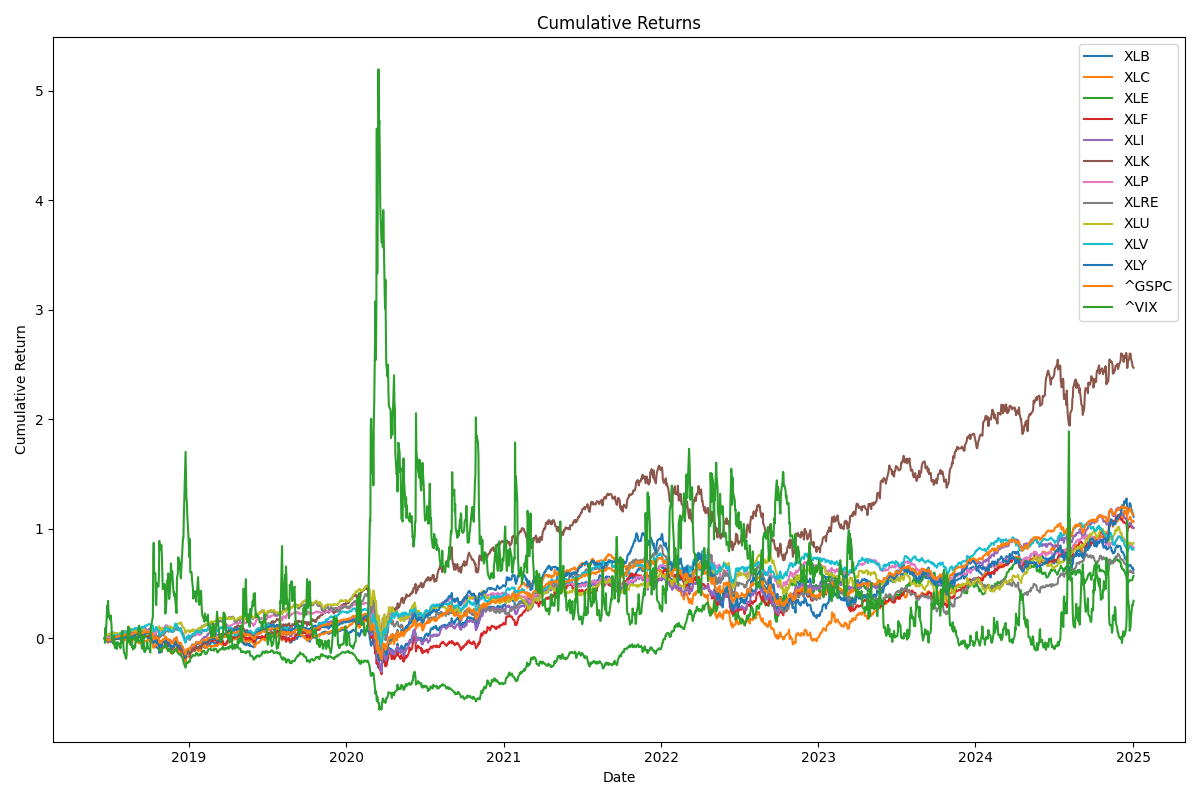 Cumulative Returns
XLB
XLC
XLE
XLF
XLI
XLK
XLP
XLRE
XLU
XLV
XLY
^GSPC
^VIX
5
4
3
2
1
0
Cumulative Return
2019 2020 2021 2022 2023 2024 2025
Date